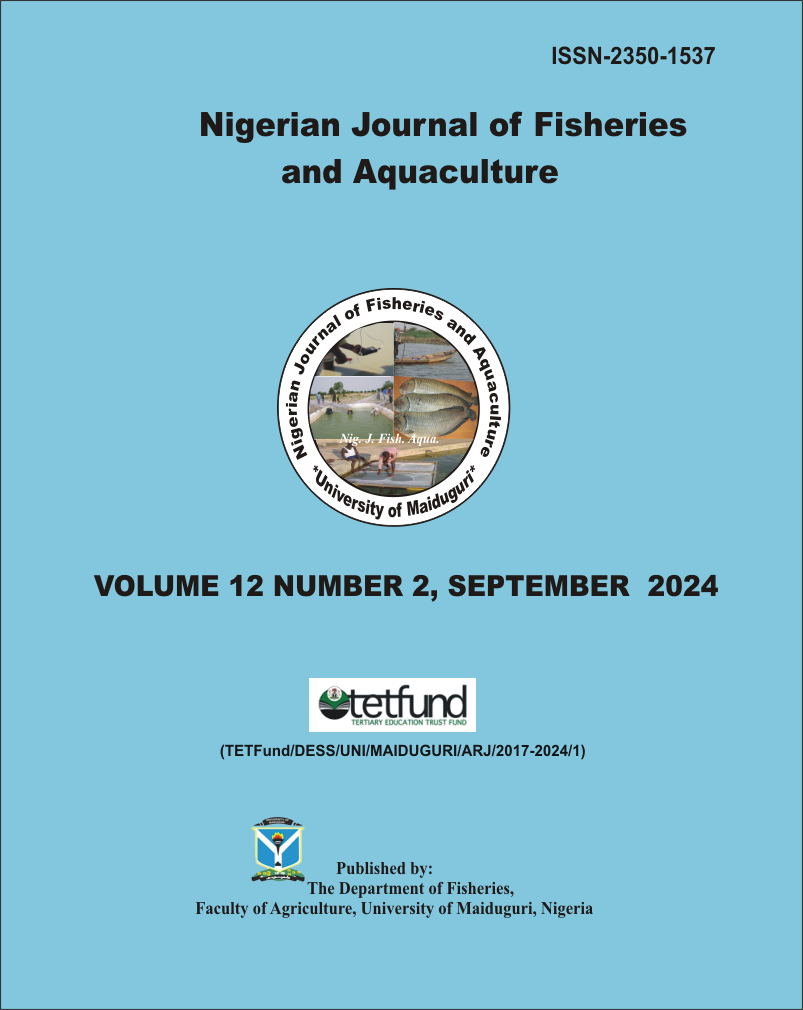 ISSN-2350-1537
Nigerian Journal of Fisheries
and Aquaculture
Nigerian Journal of Fisheries and Aquaculture
Nig. J. Fish. Aqua.
*University of Maiduguri*
VOLUME 12 NUMBER 2, SEPTEMBER 2024
tetfund
TERTIARY EDUCATION TRUST FUND
(TETFund/DESS/UNI/MAIDUGURI/ARJ/2017-2024/1)
Published by:
The Department of Fisheries,
Faculty of Agriculture, University of Maiduguri, Nigeria